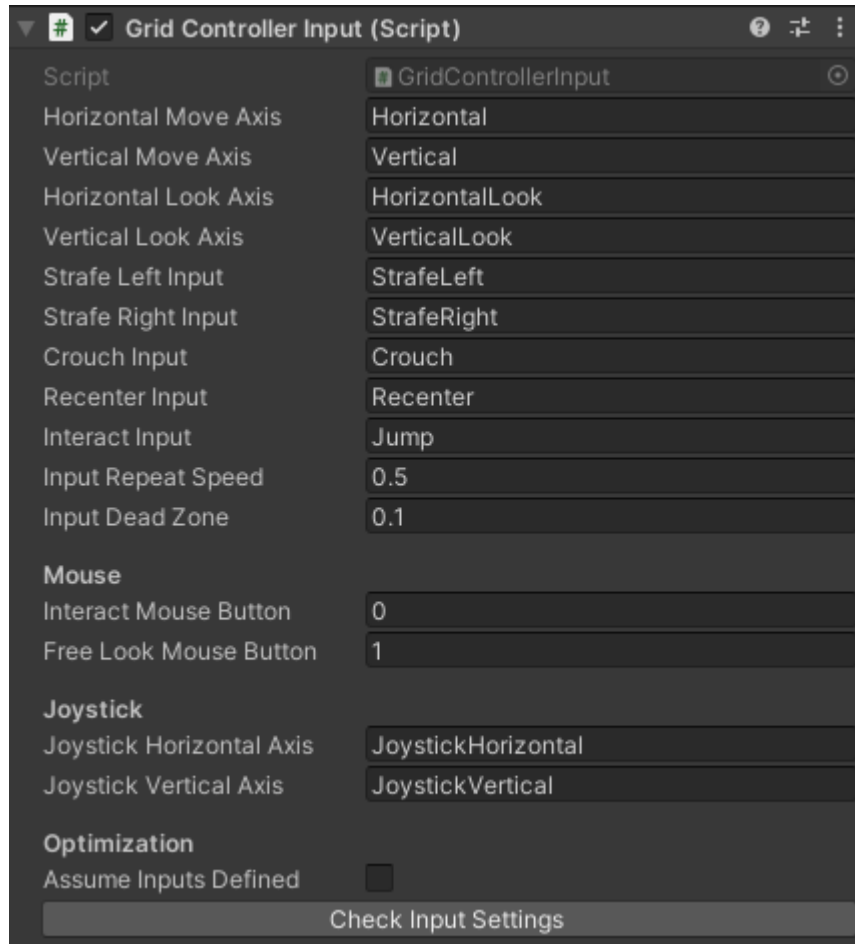 Grid Controller Input (Script)
Script GridControllerInput
Horizontal Move Axis Horizontal
Vertical Move Axis Vertical
Horizontal Look Axis HorizontalLook
Vertical Look Axis VerticalLook
Strafe Left Input StrafeLeft
Strafe Right Input StrafeRight
Crouch Input Crouch
Recenter Input Recenter
Interact Input Jump
Input Repeat Speed 0.5
Input Dead Zone 0.1
Mouse
Interact Mouse Button 0
Free Look Mouse Button 1
Joystick
Joystick Horizontal Axis JoystickHorizontal
Joystick Vertical Axis JoystickVertical
Optimization
Assume Inputs Defined
Check Input Settings